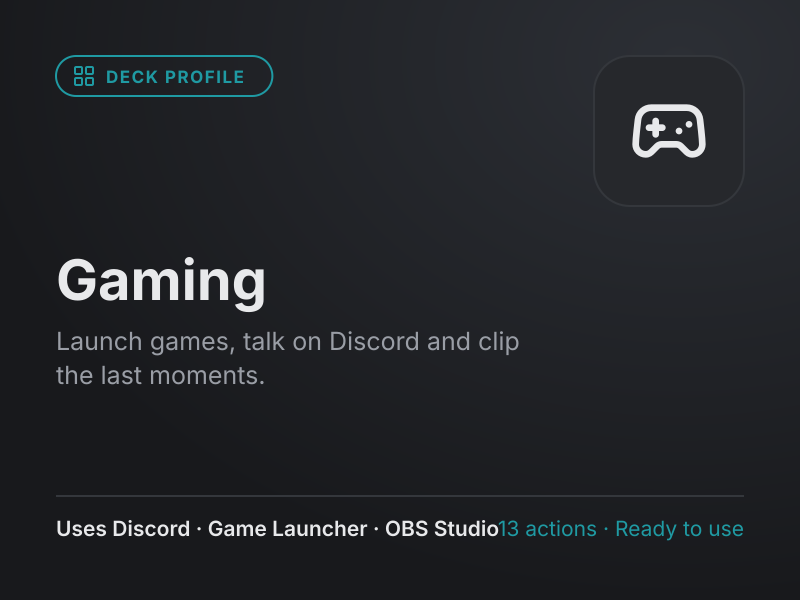 DECK PROFILE
Gaming
Launch games, talk on Discord and clip
the last moments.
Uses Discord · Game Launcher · OBS Studio
13 actions · Ready to use